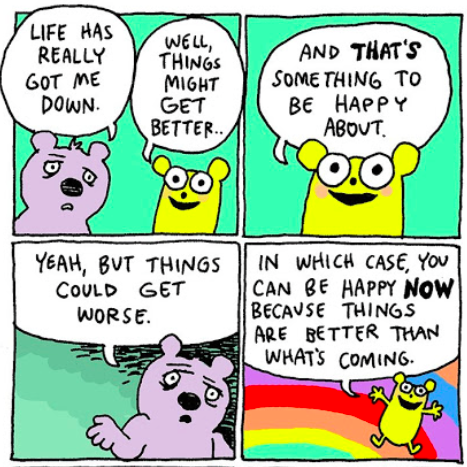 LIFE HAS
REALLY
GOT ME
DOWN.
WELL,
THINGS
MIGHT
GET
BETTER..
AND THAT'S
SOMETHING TO
BE HAPPY
ABOUT.
YEAH, BUT THINGS
COULD GET
WORSE.
IN WHICH CASE, YOU
CAN BE HAPPY NOW
BECAUSE THINGS
ARE BETTER THAN
WHAT'S COMING.